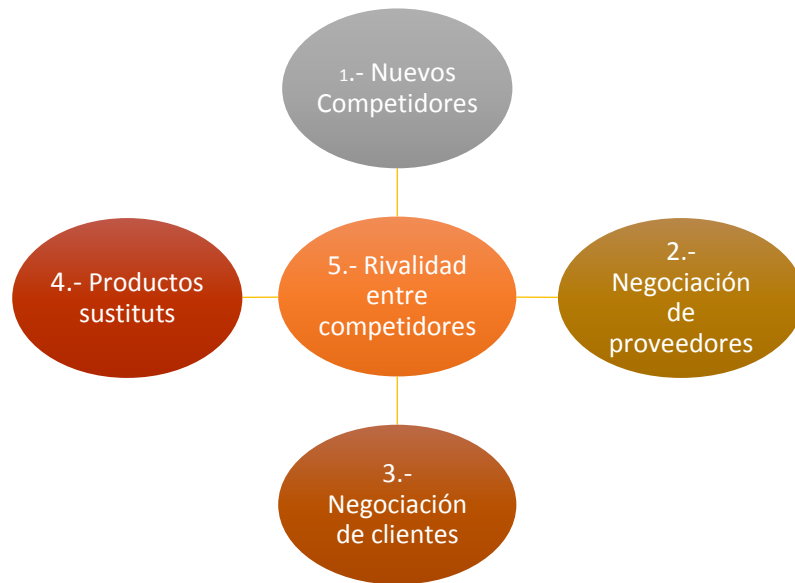 1.- Nuevos
Competidores
4.- Productos
sustituts
5.- Rivalidad
entre
competidores
2.-
Negociación
de
proveedores
3.-
Negociación
de clientes